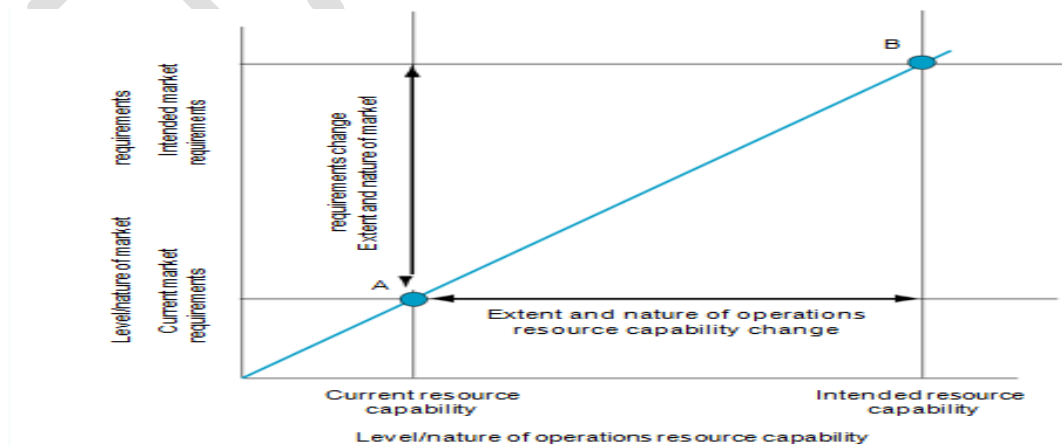 B
requirements
Intended market
requirements
requirements change
Extent and nature of market
A
Level/nature of market
Current market
requirements
Extent and nature of operations
resource capability change
Current resource
capability
Intended resource
capability
Level/nature of operations resource capability